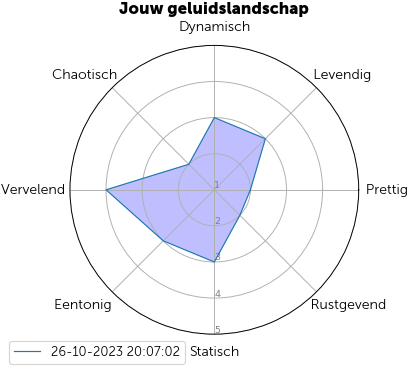 Jouw geluidslandschap
Dynamisch
Chaotisch
Levendig
Vervelend
1
Prettig
2
3
4
Eentonig
Rustgevend
5
26-10-2023 20:07:02
Statisch